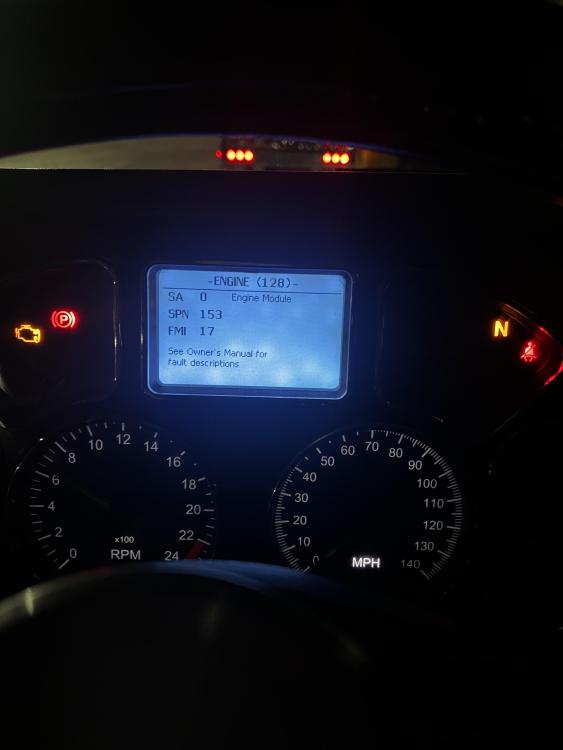 -ENGINE (128)-
SA 0 Engine Module
SPN 153
FMI 17
See Owner's Manual for
fault descriptions
P
N
0 2 4 6 8 10 12 14 16 18 20 22 24
x100
RPM
0 10 20 30 40 50 60 70 80 90 100 110 120 130 140
MPH